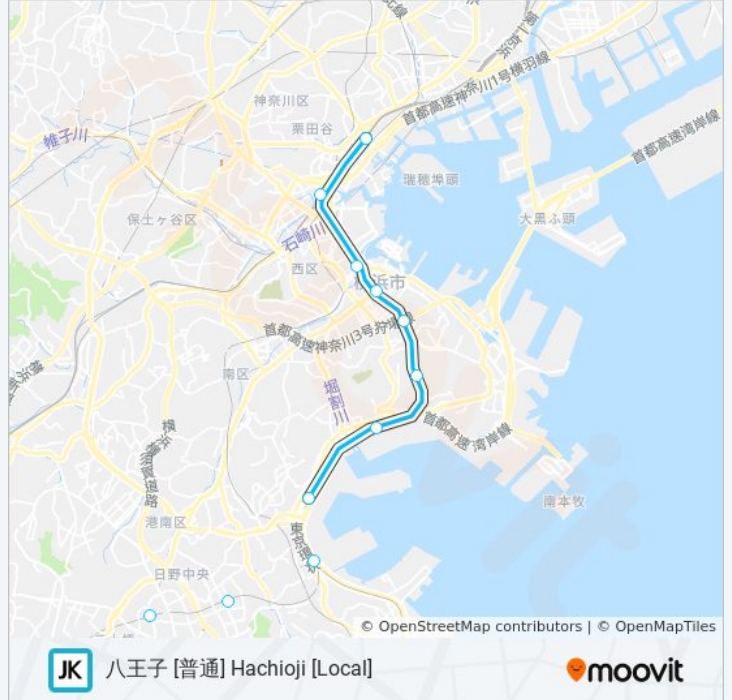 神奈川区
栗田谷
首都高速神奈川1号横羽線
帷子川
首都高速湾岸線
瑞穂埠頭
保土ヶ谷区
大黒ふ頭
石崎川
西区
浜市
首都高速神奈川3号狩場線
南区
堀割川
首都高速 湾岸線
南本牧
港南区
日野中央
© OpenStreetMap contributors | © OpenMapTiles
JK 八王子 [普通] Hachioji [Local]
moovit